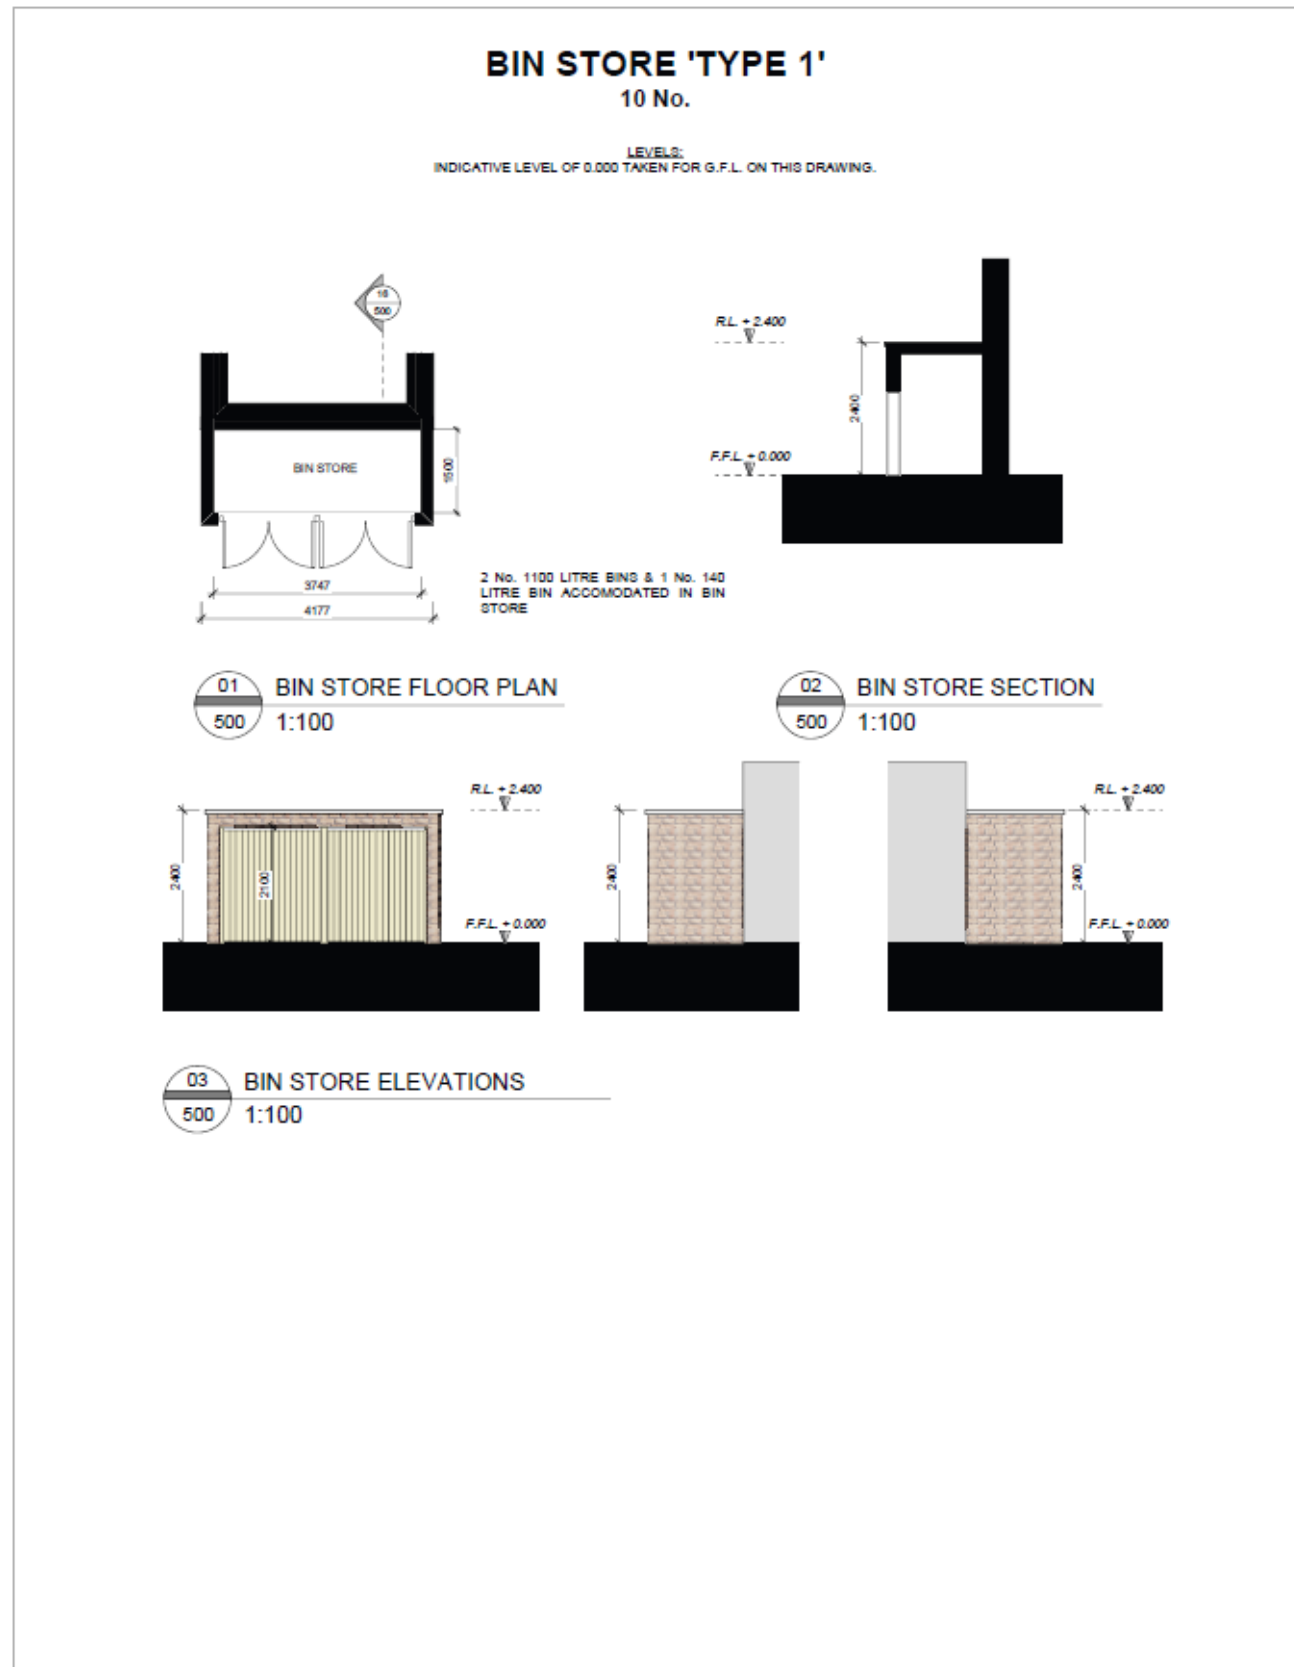 BIN STORE 'TYPE 1'
10 No.
LEVELS:
INDICATIVE LEVEL OF 0.000 TAKEN FOR G.F.L. ON THIS DRAWING.
16
500
BIN STORE
1500
3747
4177
2 No. 1100 LITRE BINS & 1 No. 140
LITRE BIN ACCOMODATED IN BIN
STORE
R.L. + 2.400
2400
F.F.L. + 0.000
01
500
BIN STORE FLOOR PLAN
1:100
02
500
BIN STORE SECTION
1:100
2400
2100
R.L. + 2.400
F.F.L. + 0.000
2400
R.L. + 2.400
2400
F.F.L. + 0.000
03
500
BIN STORE ELEVATIONS
1:100